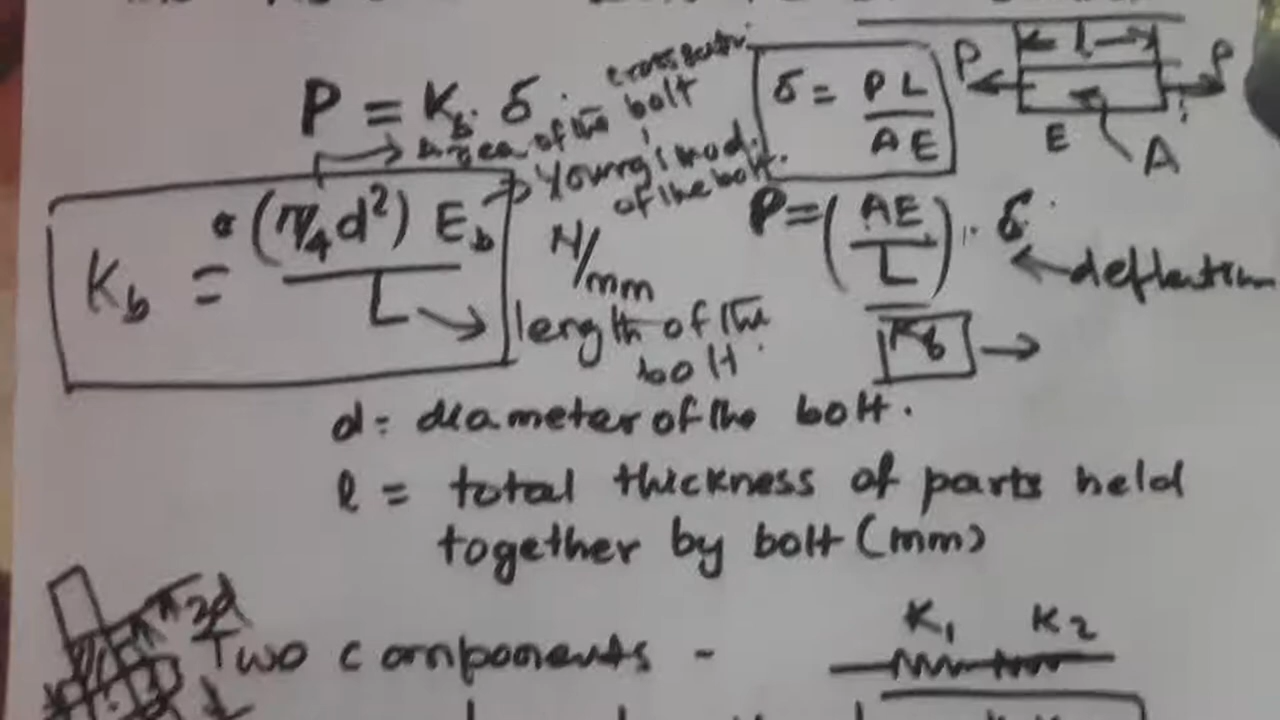 P = K_b. δ.
cross secti
Area of the bolt
δ = PL / AE
P l P
E A
K_b = (π/4 d²) E_b / L
Young's mod. of the bolt.
N/mm
length of the bolt
P = (AE / L). δ
deflection
K_b
d = diameter of the bolt.
l = total thickness of parts held
together by bolt (mm)
2d
Two components -
K₁ K₂